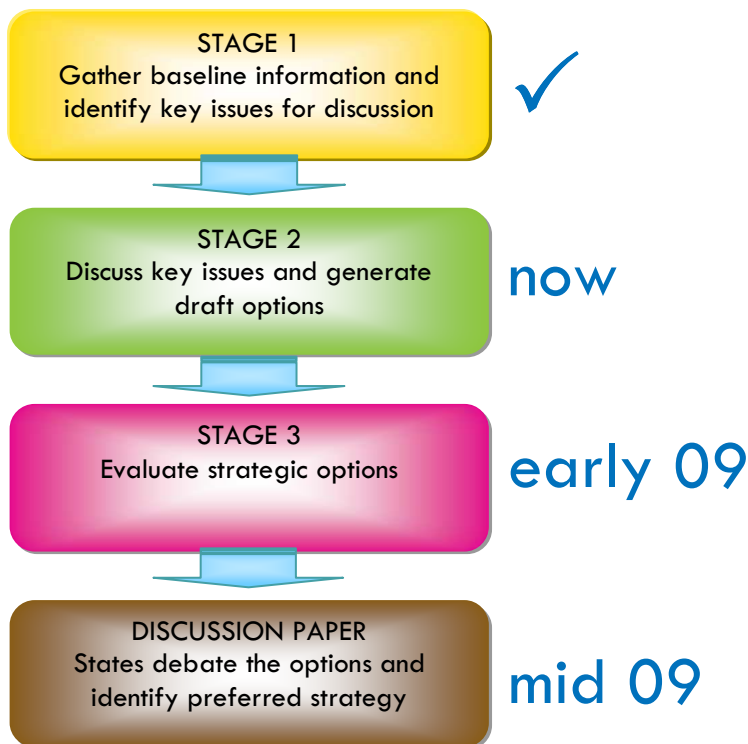 STAGE 1
Gather baseline information and
identify key issues for discussion
✓
STAGE 2
Discuss key issues and generate
draft options
now
STAGE 3
Evaluate strategic options
early 09
DISCUSSION PAPER
States debate the options and
identify preferred strategy
mid 09